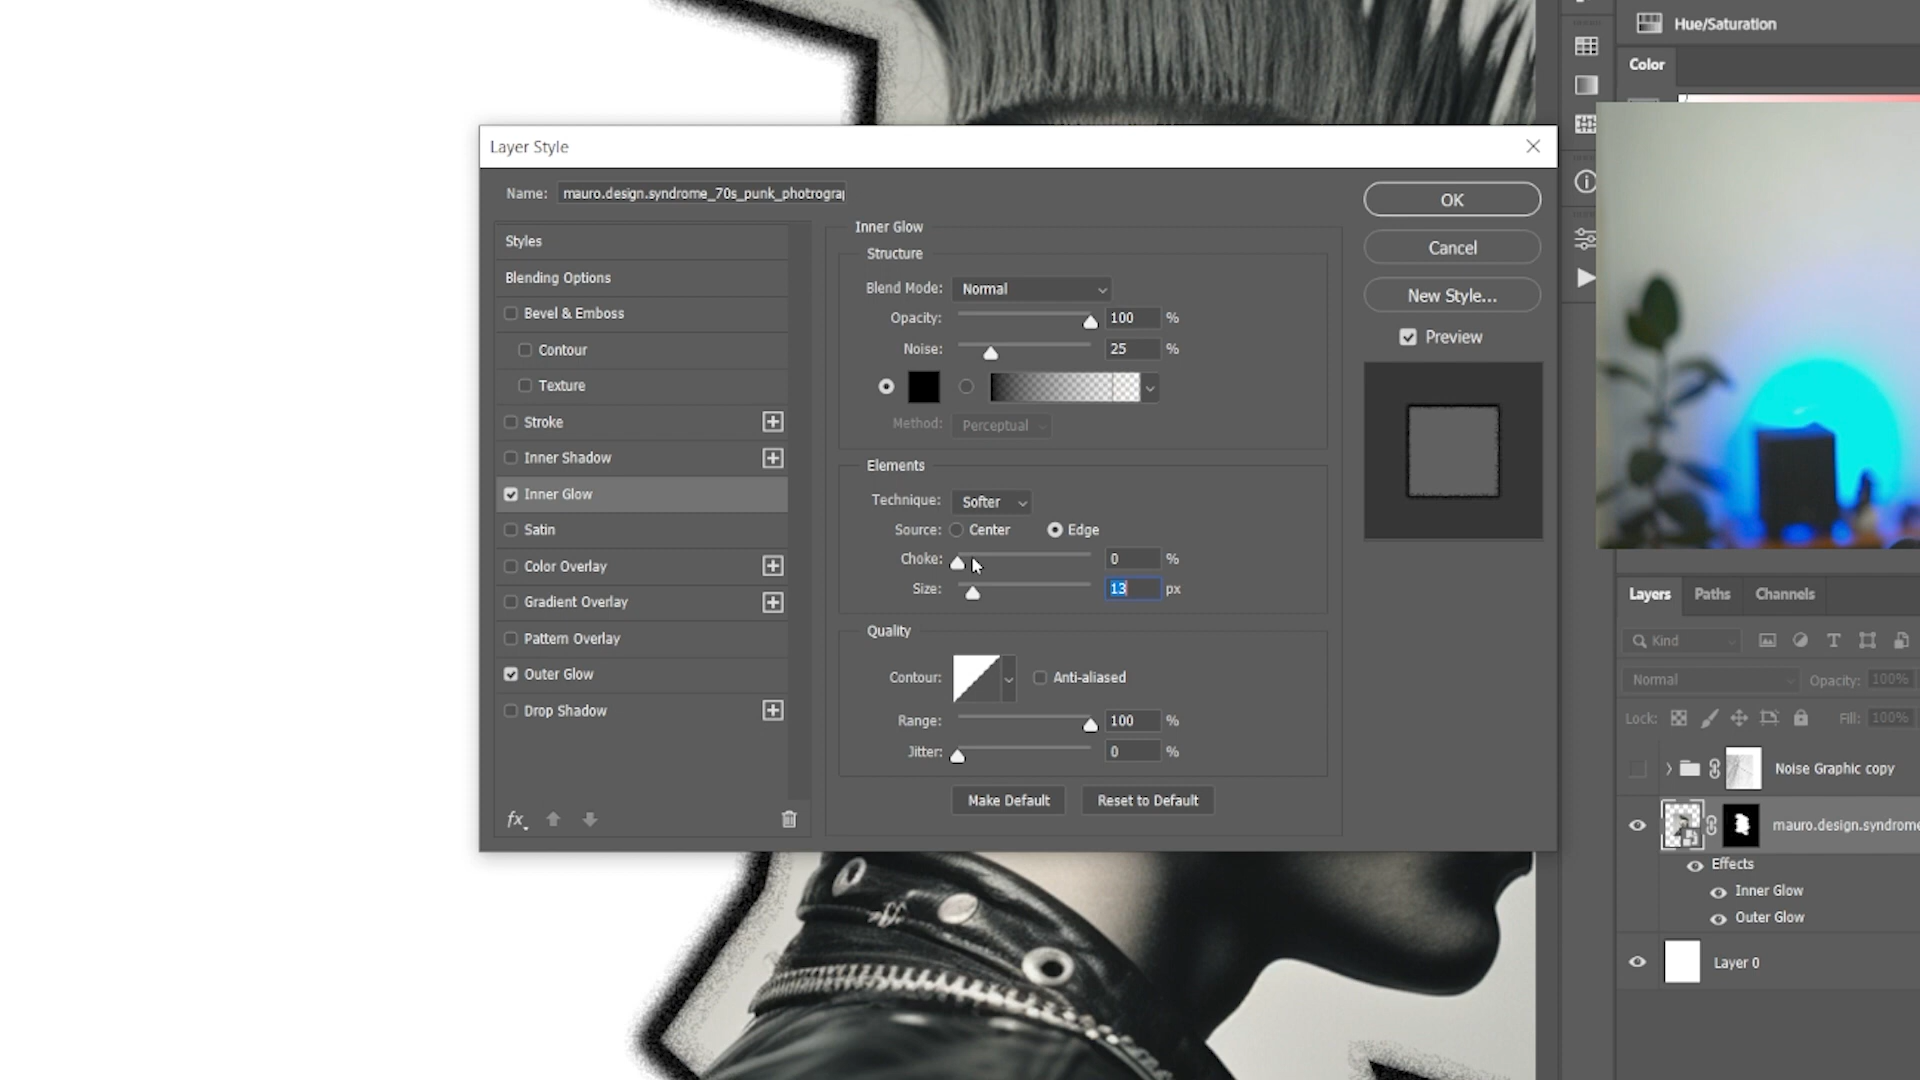 Hue/Saturation
Color
Layer Style
Name: mauro.design.syndrome_70s_punk_photograp
OK
Cancel
New Style...
Preview
Styles
Blending Options
Bevel & Emboss
Contour
Texture
Stroke
Inner Shadow
Inner Glow
Satin
Color Overlay
Gradient Overlay
Pattern Overlay
Outer Glow
Drop Shadow
fx
Inner Glow
Structure
Blend Mode: Normal
Opacity: 100 %
Noise: 25 %
Method: Perceptual
Elements
Technique: Softer
Source: Center Edge
Choke: 0 %
Size: 13 px
Quality
Contour: Anti-aliased
Range: 100 %
Jitter: 0 %
Make Default Reset to Default
Layers Paths Channels
Kind
Normal Opacity: 100%
Lock: Fill: 100%
Noise Graphic copy
mauro.design.syndrome
Effects
Inner Glow
Outer Glow
Layer 0